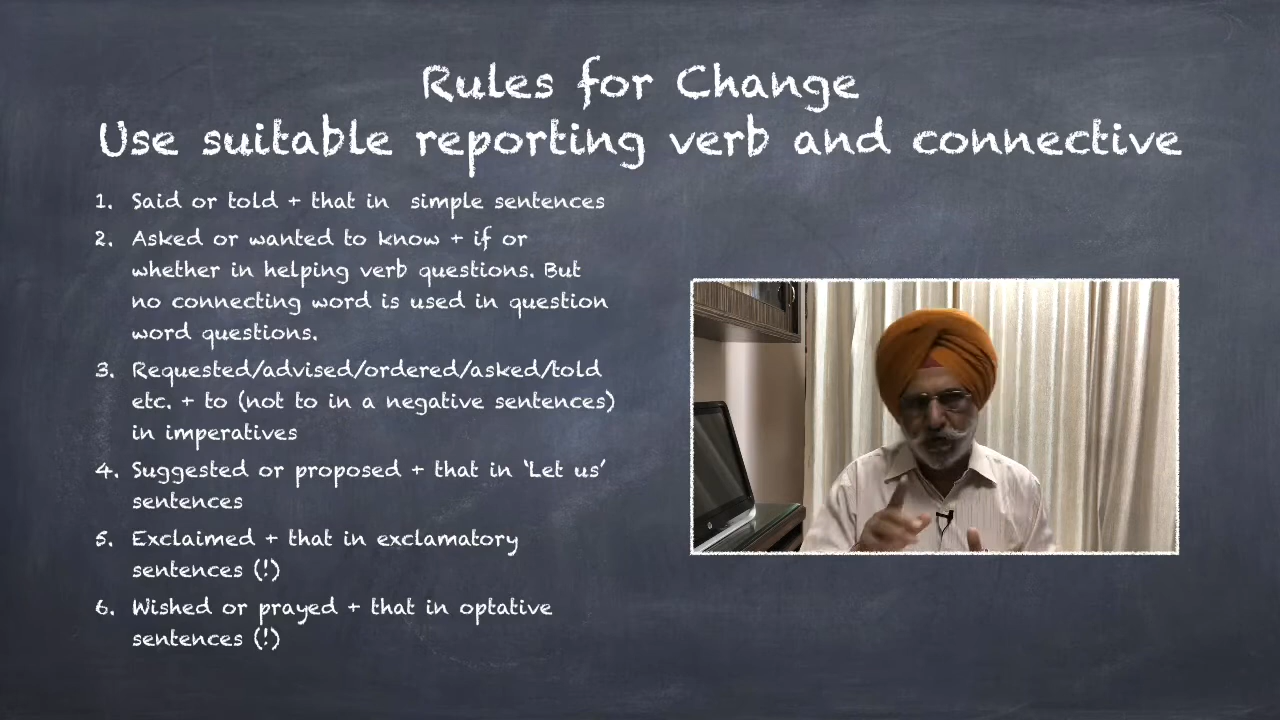 Rules for Change
Use suitable reporting verb and connective
1. Said or told + that in simple sentences
2. Asked or wanted to know + if or
whether in helping verb questions. But
no connecting word is used in question
word questions.
3. Requested/advised/ordered/asked/told
etc. + to (not to in a negative sentences)
in imperatives
4. Suggested or proposed + that in ‘Let us’
sentences
5. Exclaimed + that in exclamatory
sentences (!)
6. Wished or prayed + that in optative
sentences (!)